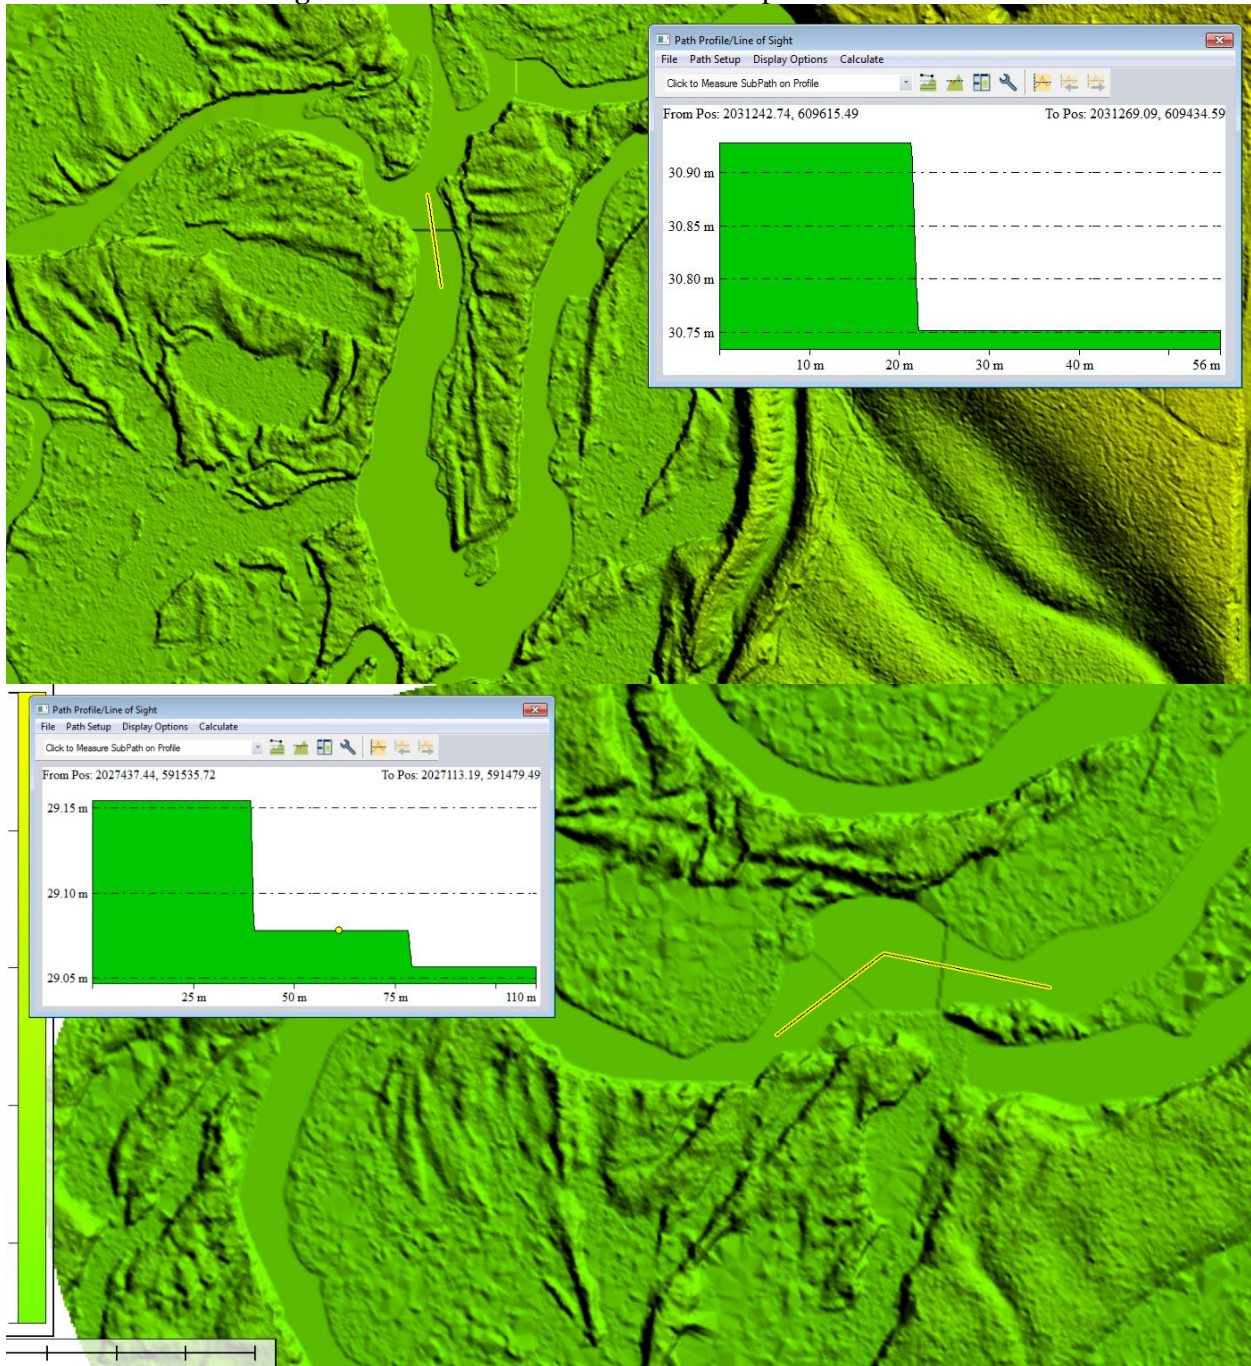 Path Profile/Line of Sight
File Path Setup Display Options Calculate
Click to Measure SubPath on Profile
From Pos: 2031242.74, 609615.49 To Pos: 2031269.09, 609434.59
30.90 m
30.85 m
30.80 m
30.75 m
10 m 20 m 30 m 40 m 56 m
Path Profile/Line of Sight
File Path Setup Display Options Calculate
Click to Measure SubPath on Profile
From Pos: 2027437.44, 591535.72 To Pos: 2027113.19, 591479.49
29.15 m
29.10 m
29.05 m
25 m 50 m 75 m 110 m